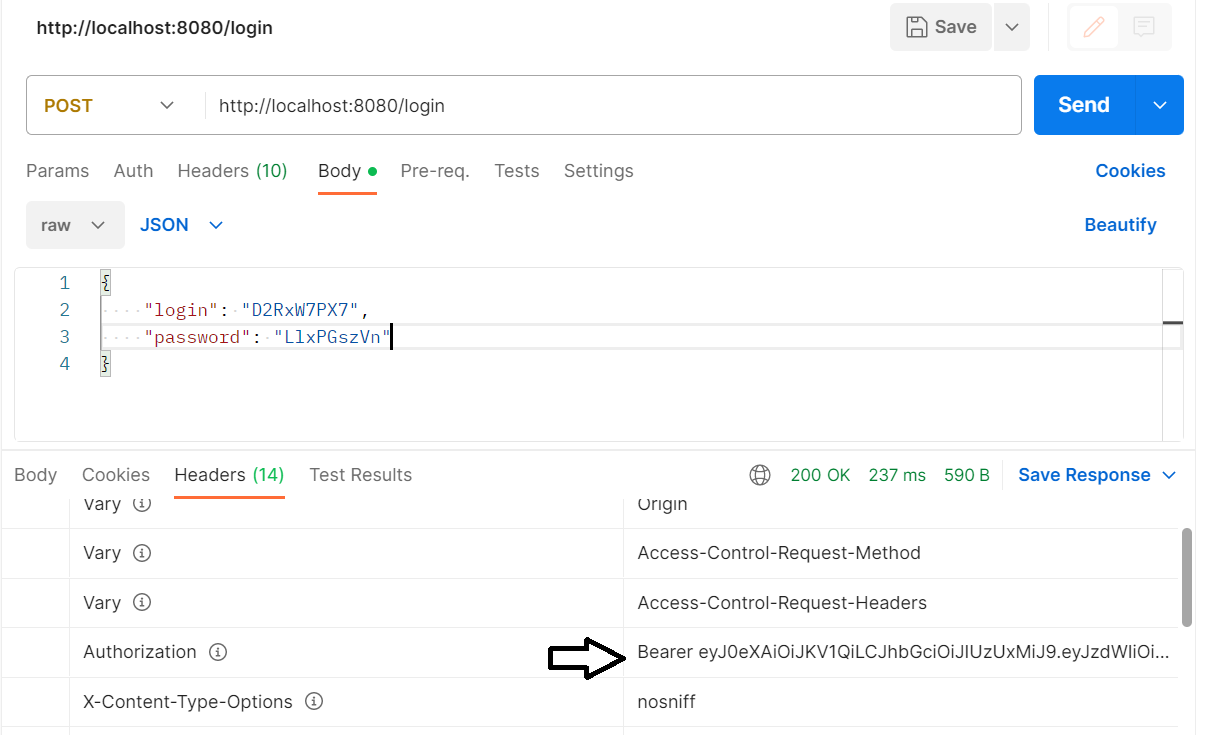 http://localhost:8080/login
Save
POST
http://localhost:8080/login
Send
Params Auth Headers (10) Body Pre-req. Tests Settings Cookies
raw JSON Beautify
1 {
2 "login": "D2RxW7PX7",
3 "password": "LlxPGszVn"
4 }
Body Cookies Headers (14) Test Results 200 OK 237 ms 590 B Save Response
Vary Origin
Vary Access-Control-Request-Method
Vary Access-Control-Request-Headers
Authorization Bearer eyJ0eXAiOiJKV1QiLCJhbGciOiJIUzUxMiJ9.eyJzdWIiOi...
X-Content-Type-Options nosniff